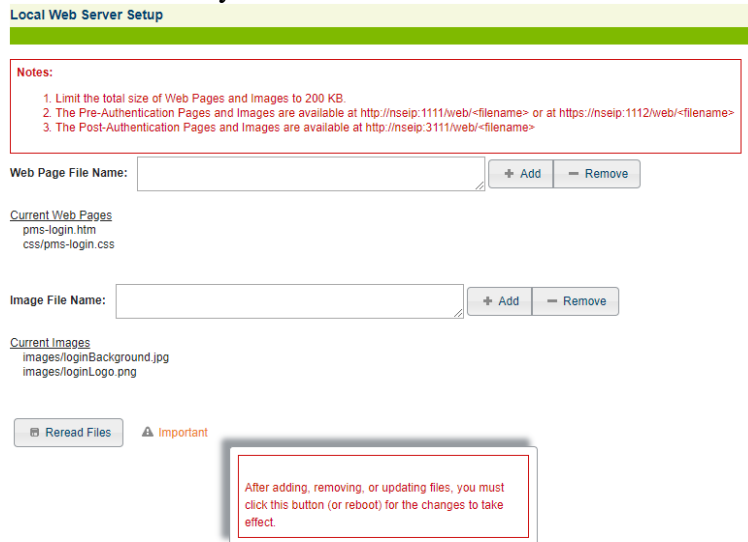 Local Web Server Setup
Notes:
1. Limit the total size of Web Pages and Images to 200 KB.
2. The Pre-Authentication Pages and Images are available at http://nseip:1111/web/<filename> or at https://nseip:1112/web/<filename>
3. The Post-Authentication Pages and Images are available at http://nseip:3111/web/<filename>
Web Page File Name: + Add − Remove
Current Web Pages
pms-login.htm
css/pms-login.css
Image File Name: + Add − Remove
Current Images
images/loginBackground.jpg
images/loginLogo.png
Reread Files Important
After adding, removing, or updating files, you must
click this button (or reboot) for the changes to take
effect.